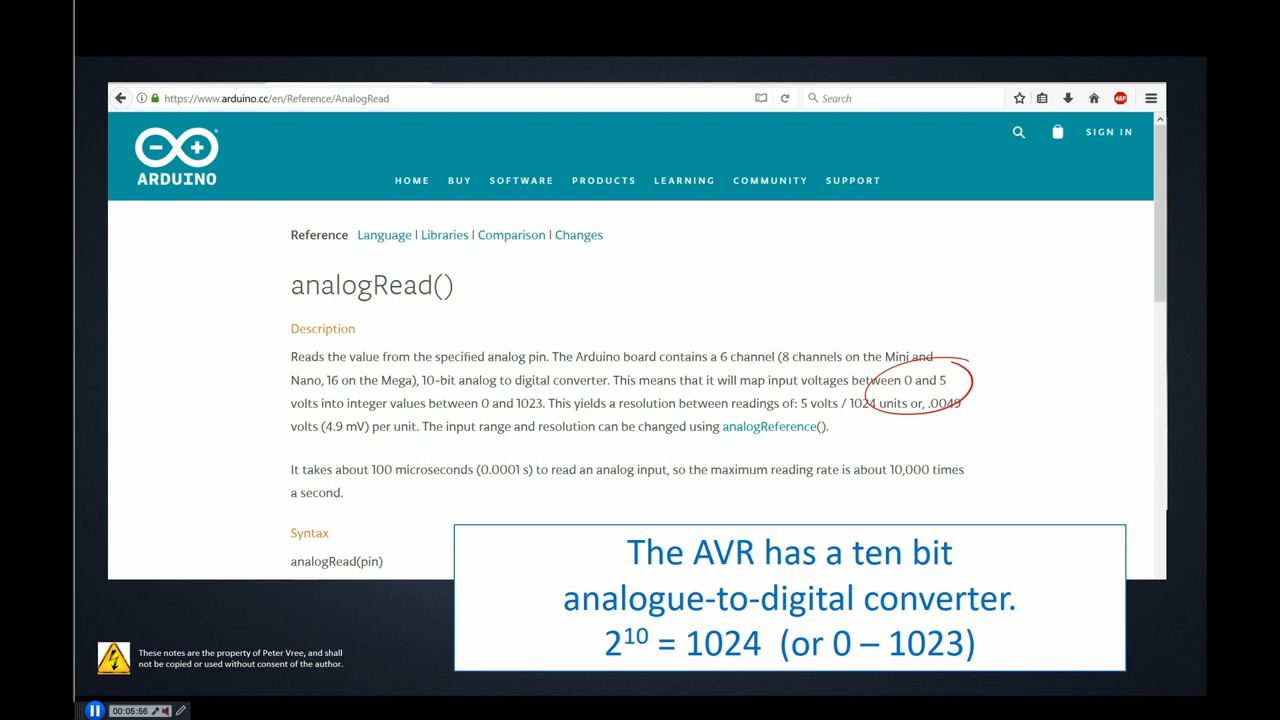 https://www.arduino.cc/en/Reference/AnalogRead
Search
ABP
ARDUINO
SIGN IN
HOME BUY SOFTWARE PRODUCTS LEARNING COMMUNITY SUPPORT
Reference Language | Libraries | Comparison | Changes
analogRead()
Description
Reads the value from the specified analog pin. The Arduino board contains a 6 channel (8 channels on the Mini and
Nano, 16 on the Mega), 10-bit analog to digital converter. This means that it will map input voltages between 0 and 5
volts into integer values between 0 and 1023. This yields a resolution between readings of: 5 volts / 1024 units or, .0049
volts (4.9 mV) per unit. The input range and resolution can be changed using analogReference().
It takes about 100 microseconds (0.0001 s) to read an analog input, so the maximum reading rate is about 10,000 times
a second.
Syntax
analogRead(pin)
The AVR has a ten bit
analogue-to-digital converter.
2¹⁰ = 1024 (or 0 – 1023)
These notes are the property of Peter Vree, and shall
not be copied or used without consent of the author.
00:05:56